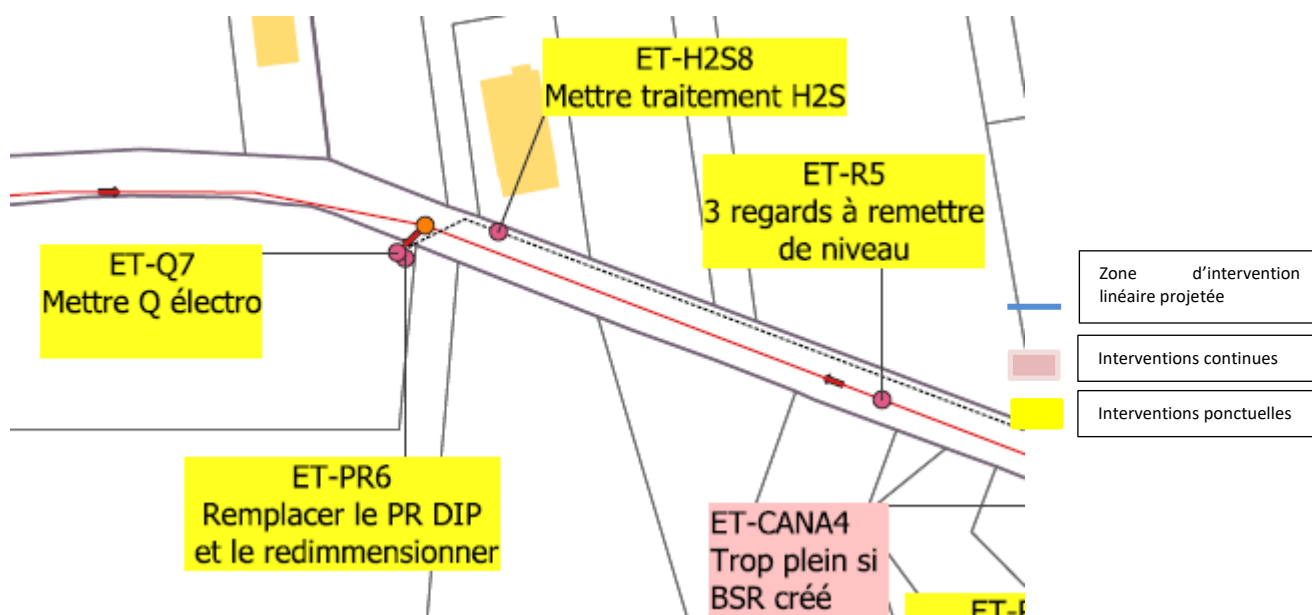 ET-H2S8
Mettre traitement H2S
ET-R5
3 regards à remettre
de niveau
ET-Q7
Mettre Q électro
ET-PR6
Remplacer le PR DIP
et le redimmensionner
ET-CANA4
Trop plein si
BSR créé
Zone d'intervention
linéaire projetée
Interventions continues
Interventions ponctuelles